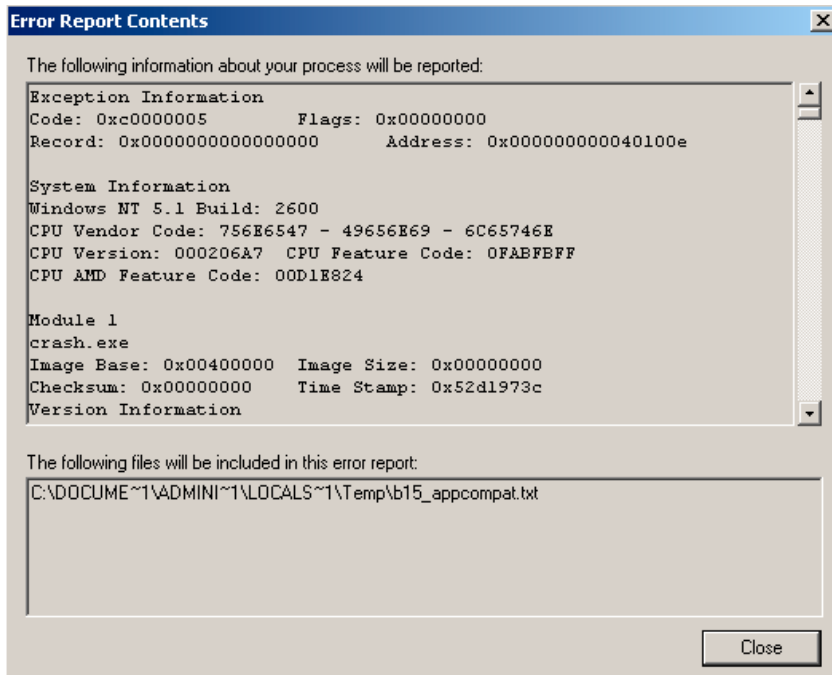 Error Report Contents
The following information about your process will be reported:
Exception Information
Code: 0xc0000005 Flags: 0x00000000
Record: 0x0000000000000000 Address: 0x000000000040100e
System Information
Windows NT 5.1 Build: 2600
CPU Vendor Code: 756E6547 - 49656E69 - 6C65746E
CPU Version: 000206A7 CPU Feature Code: 0FABFBFF
CPU AMD Feature Code: 00D1E824
Module 1
crash.exe
Image Base: 0x00400000 Image Size: 0x00000000
Checksum: 0x00000000 Time Stamp: 0x52d1973c
Version Information
The following files will be included in this error report:
C:\DOCUME~1\ADMINI~1\LOCALS~1\Temp\b15_appcompat.txt
Close